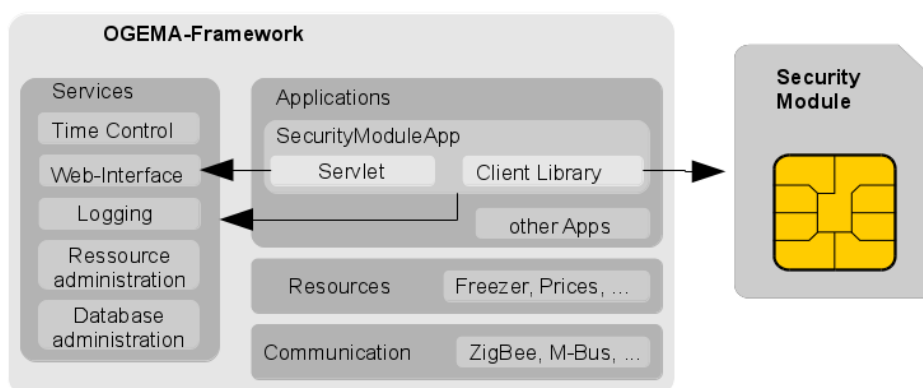 OGEMA-Framework
Services
Time Control
Web-Interface
Logging
Ressource
administration
Database
administration
Applications
SecurityModuleApp
Servlet
Client Library
other Apps
Resources
Freezer, Prices, ...
Communication
ZigBee, M-Bus, ...
Security
Module